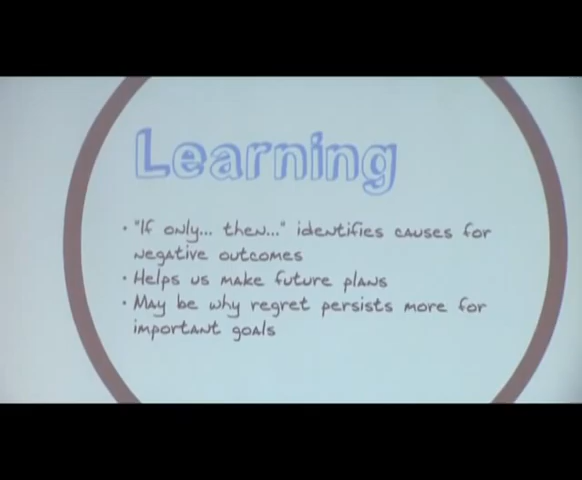 Learning
• "If only... then..." identifies causes for
negative outcomes
• Helps us make future plans
• May be why regret persists more for
important goals